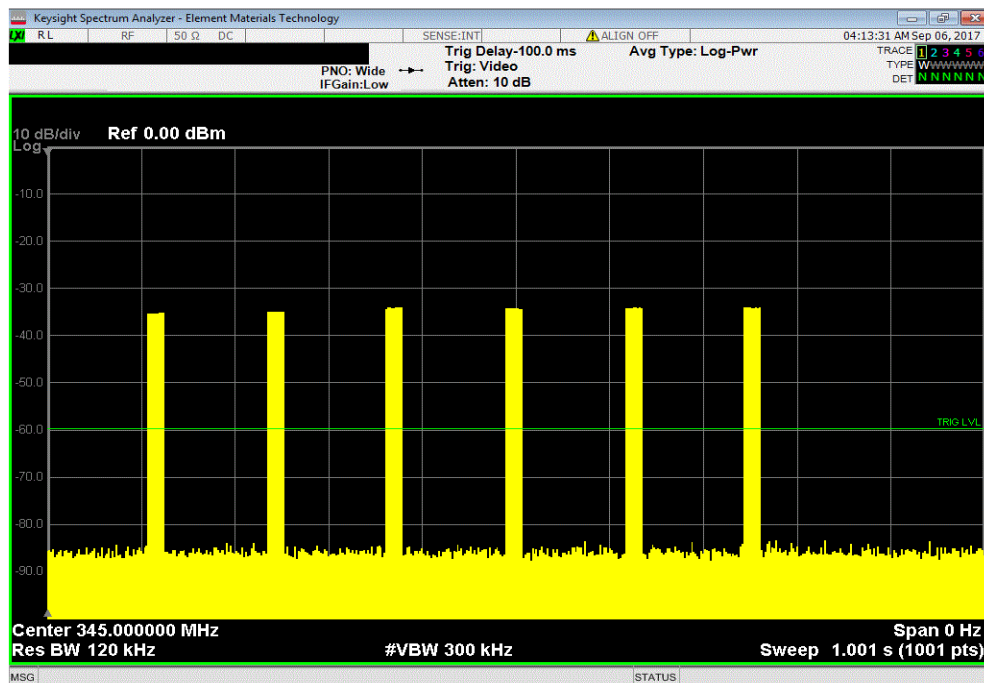 Keysight Spectrum Analyzer - Element Materials Technology
LXI RL RF 50 Ω DC SENSE:INT ALIGN OFF 04:13:31 AM Sep 06, 2017
Trig Delay-100.0 ms Avg Type: Log-Pwr TRACE 1 2 3 4 5 6
PNO: Wide Trig: Video TYPE WWWWWW
IFGain:Low Atten: 10 dB DET N N N N N N
10 dB/div Ref 0.00 dBm
Log
-10.0
-20.0
-30.0
-40.0
-50.0
-60.0 TRIG LVL
-70.0
-80.0
-90.0
Center 345.000000 MHz Span 0 Hz
Res BW 120 kHz #VBW 300 kHz Sweep 1.001 s (1001 pts)
MSG STATUS